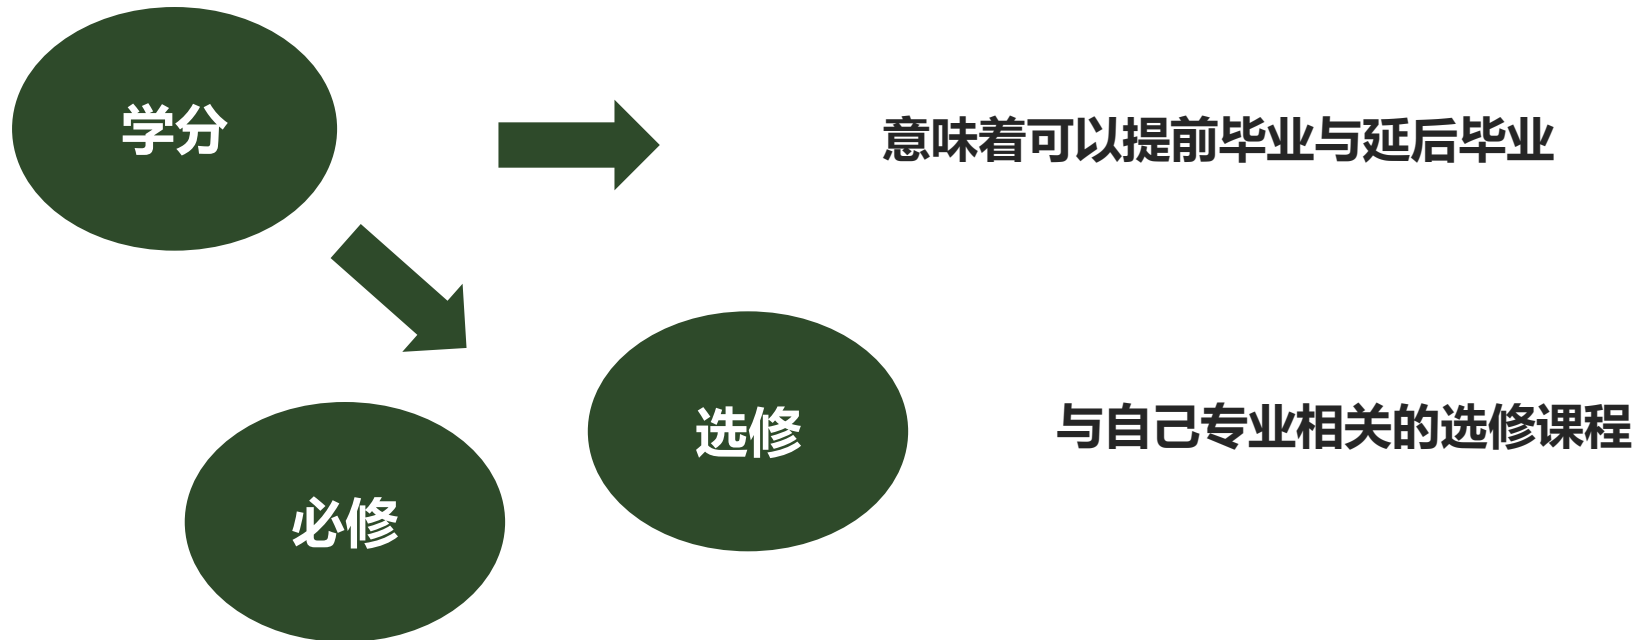 学分
意味着可以提前毕业与延后毕业
选修
与自己专业相关的选修课程
必修